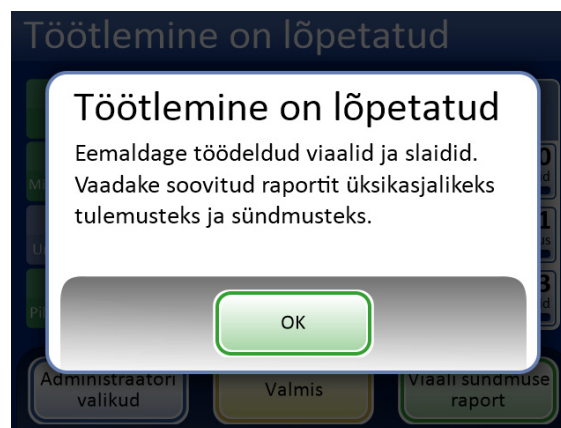 Töötlemine on lõpetatud
Töötlemine on lõpetatud
Eemaldage töödeldud viaalid ja slaidid.
Vaadake soovitud raportit üksikasjalikeks
tulemusteks ja sündmusteks.
OK
Administraatori
valikud
Valmis
Viaali sündmuse
raport